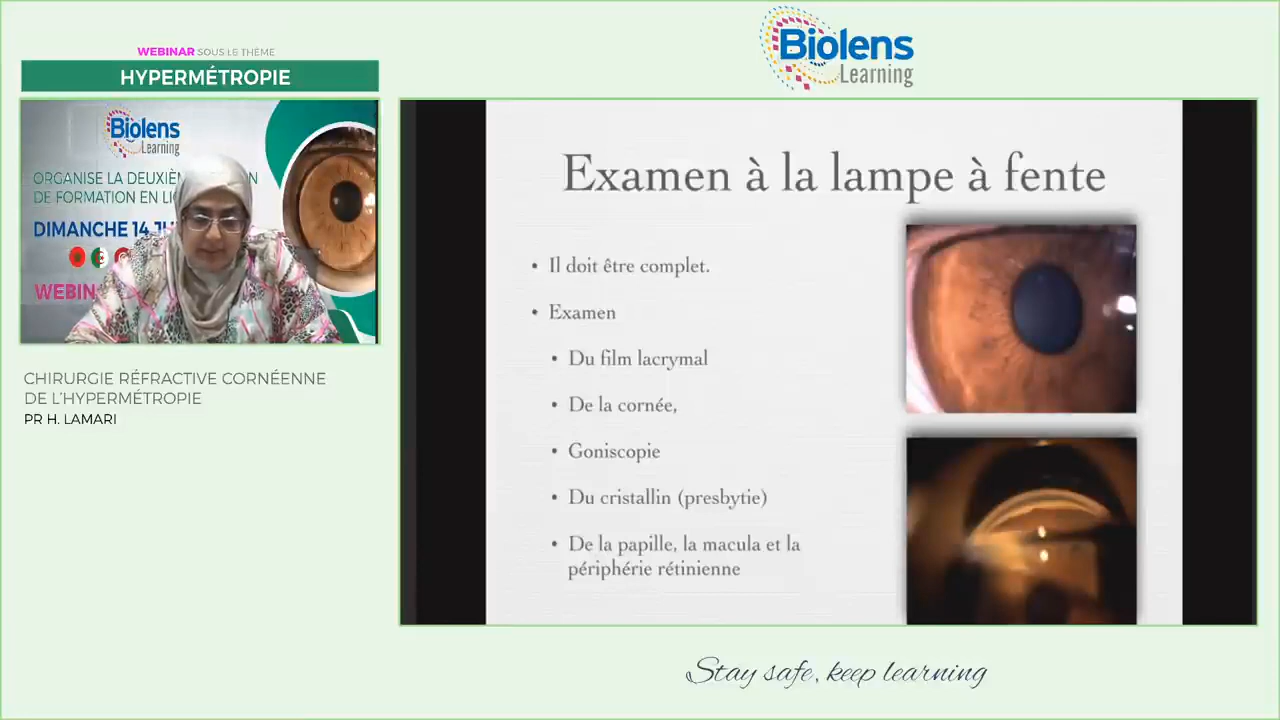 WEBINAR SOUS LE THÈME
HYPERMÉTROPIE
Biolens
Learning
ORGANISE LA DEUXIÈM
N
DE FORMATION EN LI
DIMANCHE 14
WEBIN
CHIRURGIE RÉFRACTIVE CORNÉENNE
DE L'HYPERMÉTROPIE
PR H. LAMARI
Biolens
Learning
Examen à la lampe à fente
• Il doit être complet.
• Examen
• Du film lacrymal
• De la cornée,
• Goniscopie
• Du cristallin (presbytie)
• De la papille, la macula et la
périphérie rétinienne
Stay safe, keep learning